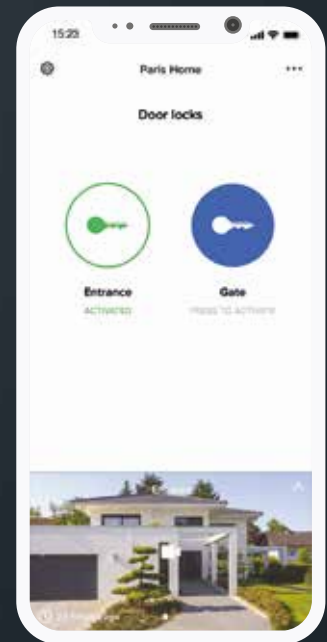 15:23
Paris Home
Door locks
Entrance Gate
ACTIVATED PRESS TO ACTIVATE